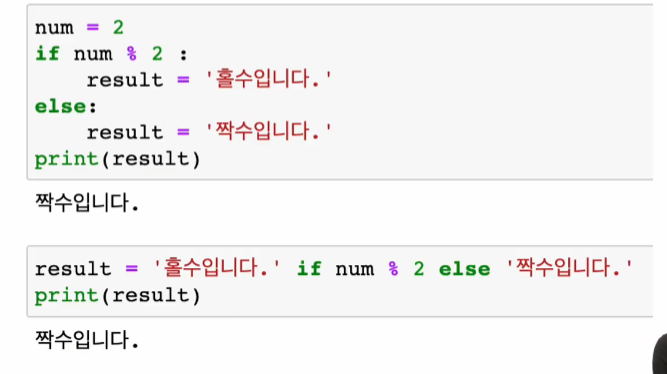 num = 2
if num % 2 :
    result = '홀수입니다.'
else:
    result = '짝수입니다.'
print(result)
짝수입니다.
result = '홀수입니다.' if num % 2 else '짝수입니다.'
print(result)
짝수입니다.